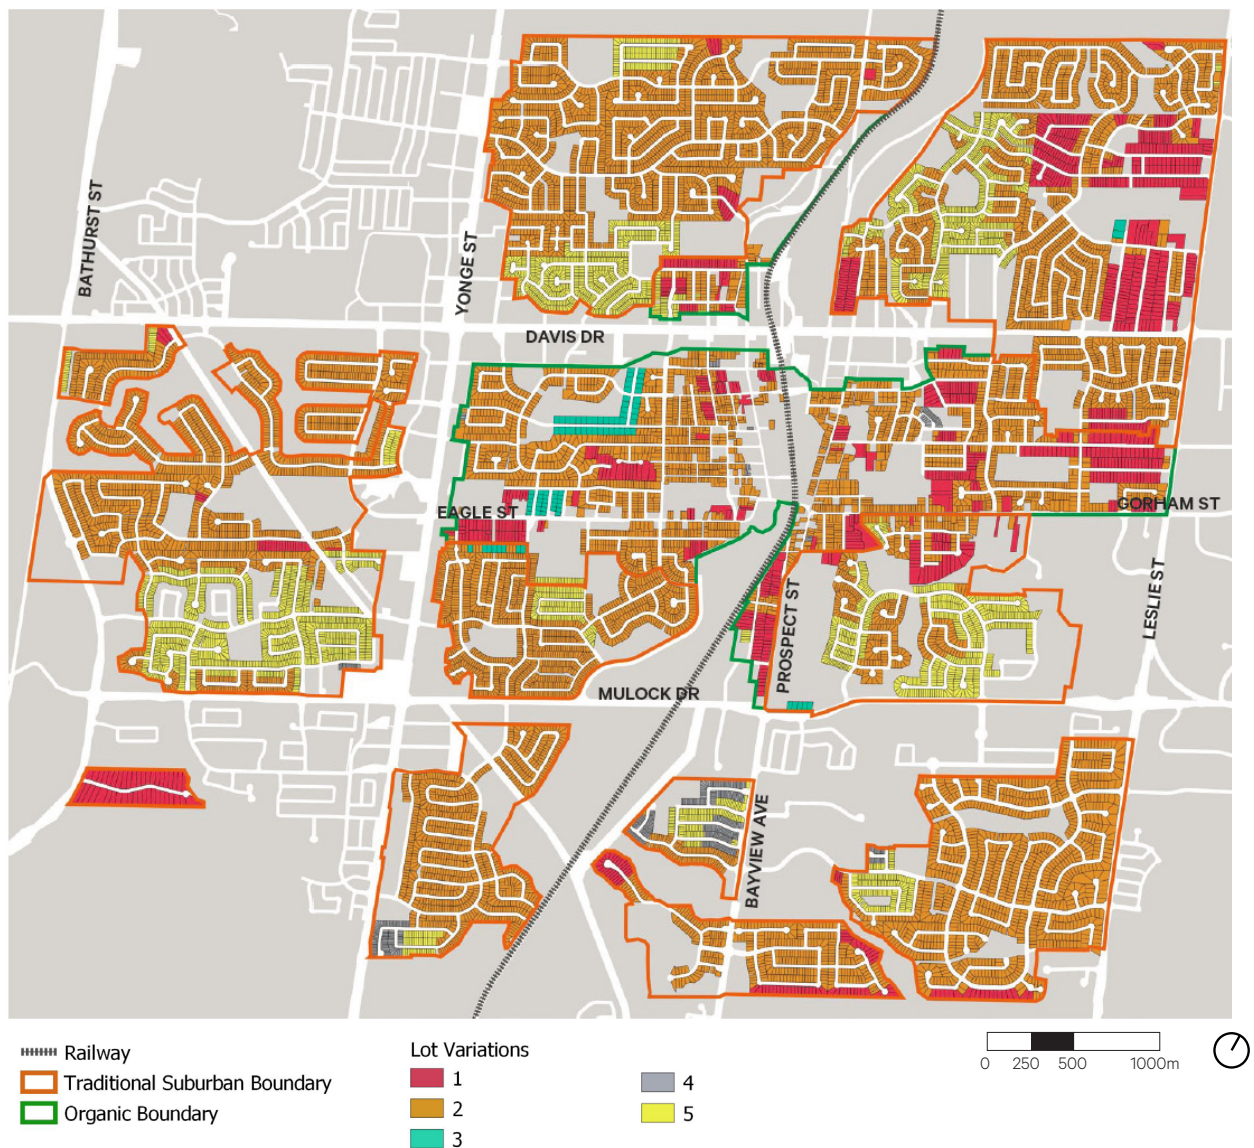 BATHURST ST
YONGE ST
DAVIS DR
EAGLE ST
GORHAM ST
LESLIE ST
PROSPECT ST
MULOCK DR
BAYVIEW AVE
Railway
Traditional Suburban Boundary
Organic Boundary
Lot Variations
1
2
3
4
5
0 250 500 1000m